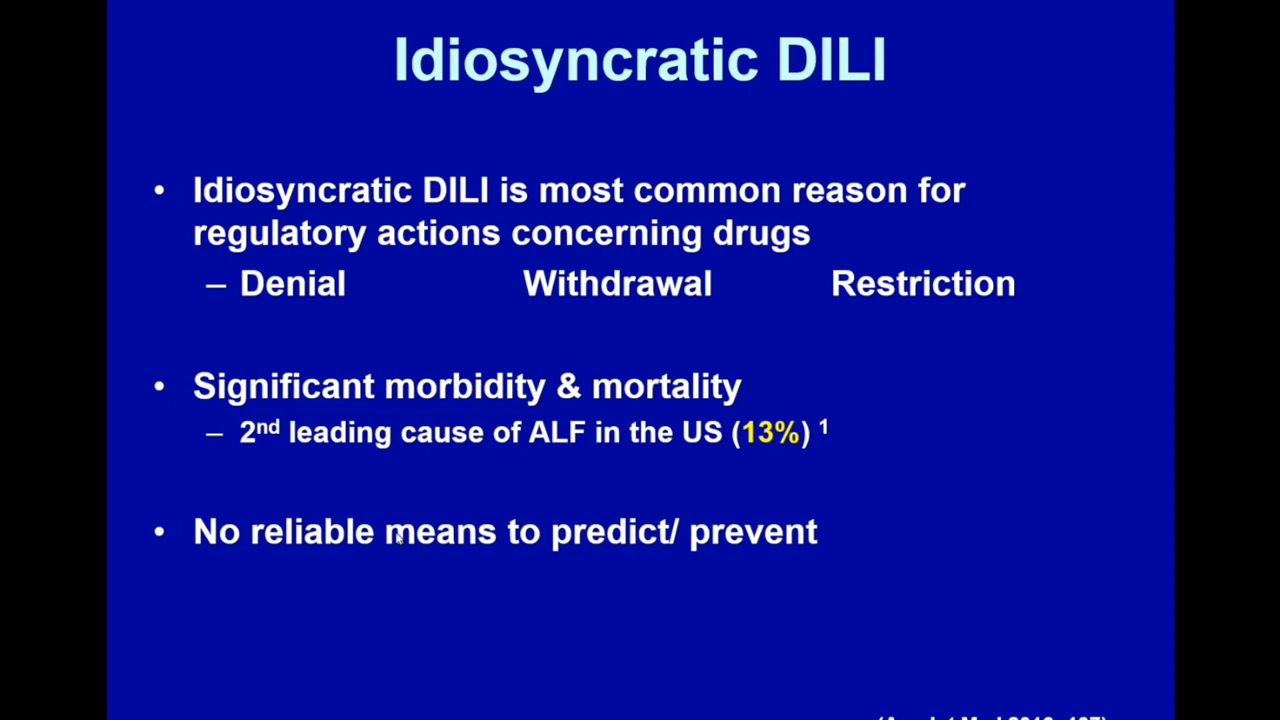 Idiosyncratic DILI
• Idiosyncratic DILI is most common reason for
regulatory actions concerning drugs
– Denial Withdrawal Restriction
• Significant morbidity & mortality
– 2nd leading cause of ALF in the US (13%) 1
• No reliable means to predict/ prevent